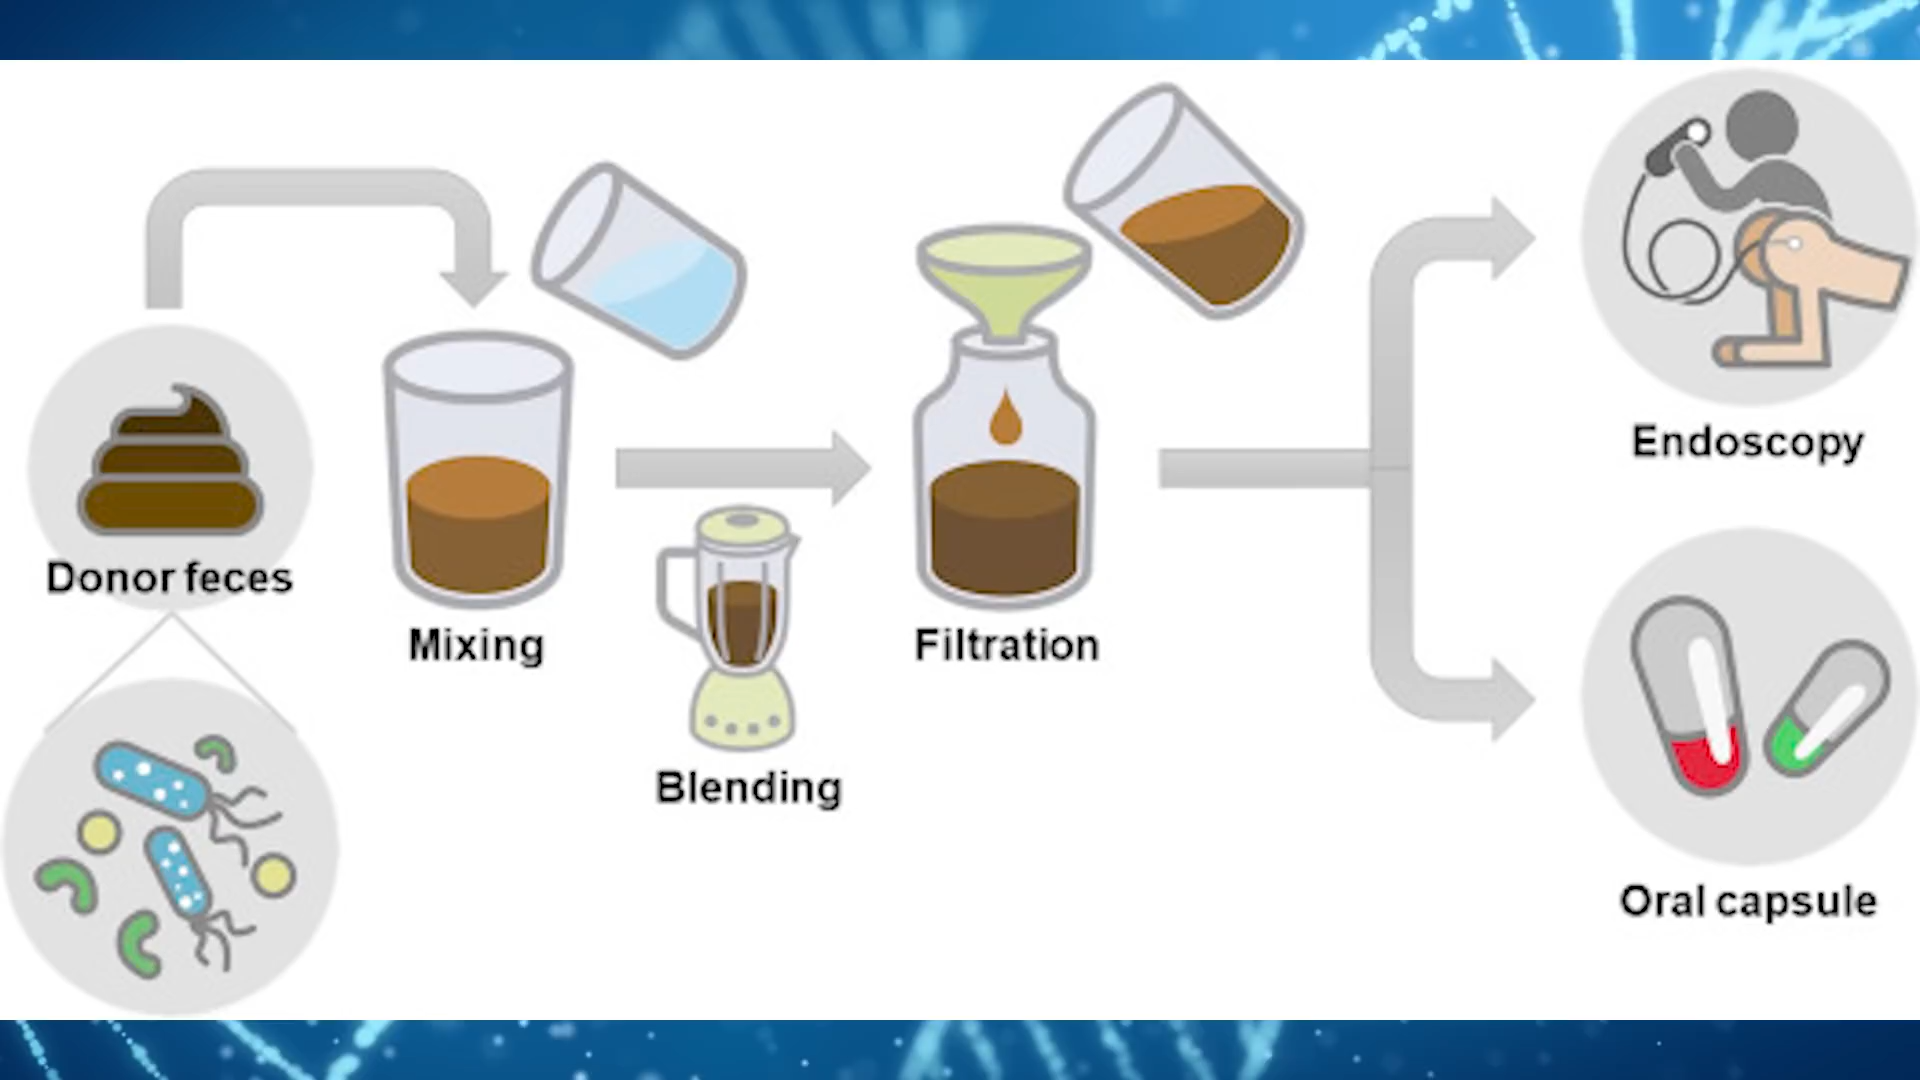 Donor feces
Mixing
Blending
Filtration
Endoscopy
Oral capsule